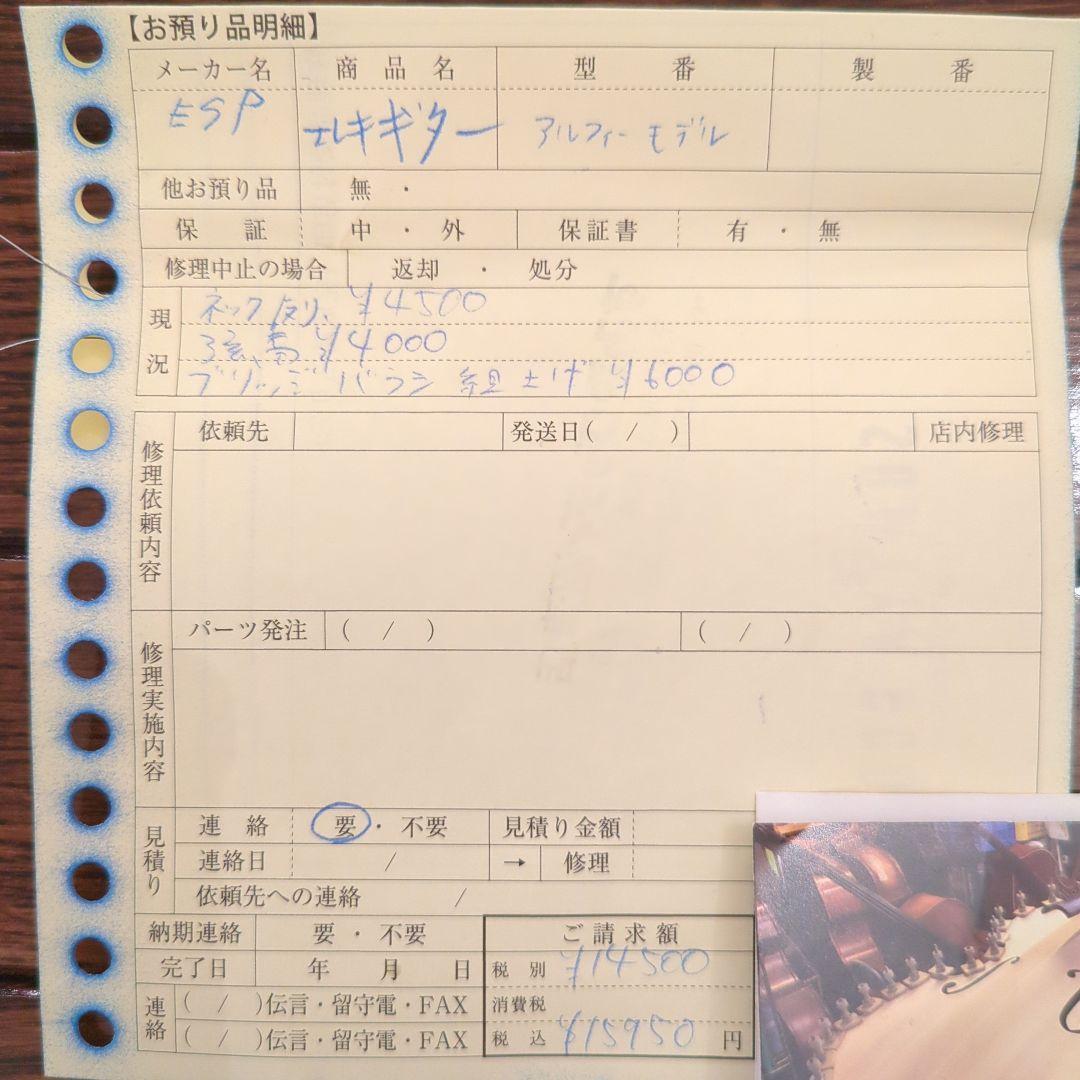 【お預り品明細】
メーカー名 商品名 型番 製番
ESP エレキギター アルフィーモデル
他お預り品 無・
保証 中・外 保証書 有・無
修理中止の場合 返却・処分
現況
ネック反り、¥4500
弦高 ¥4000
ブリッジバラシ組上げ ¥6000
修理依頼内容
依頼先 発送日( / ) 店内修理
修理実施内容
パーツ発注 ( / ) ( / )
見積り
連絡 要・不要 見積り金額
連絡日 / → 修理
依頼先への連絡 /
納期連絡 要・不要 ご請求額
完了日 年 月 日 税別 ¥14500
連絡 ( / )伝言・留守電・FAX 消費税
( / )伝言・留守電・FAX 税込 ¥15950 円